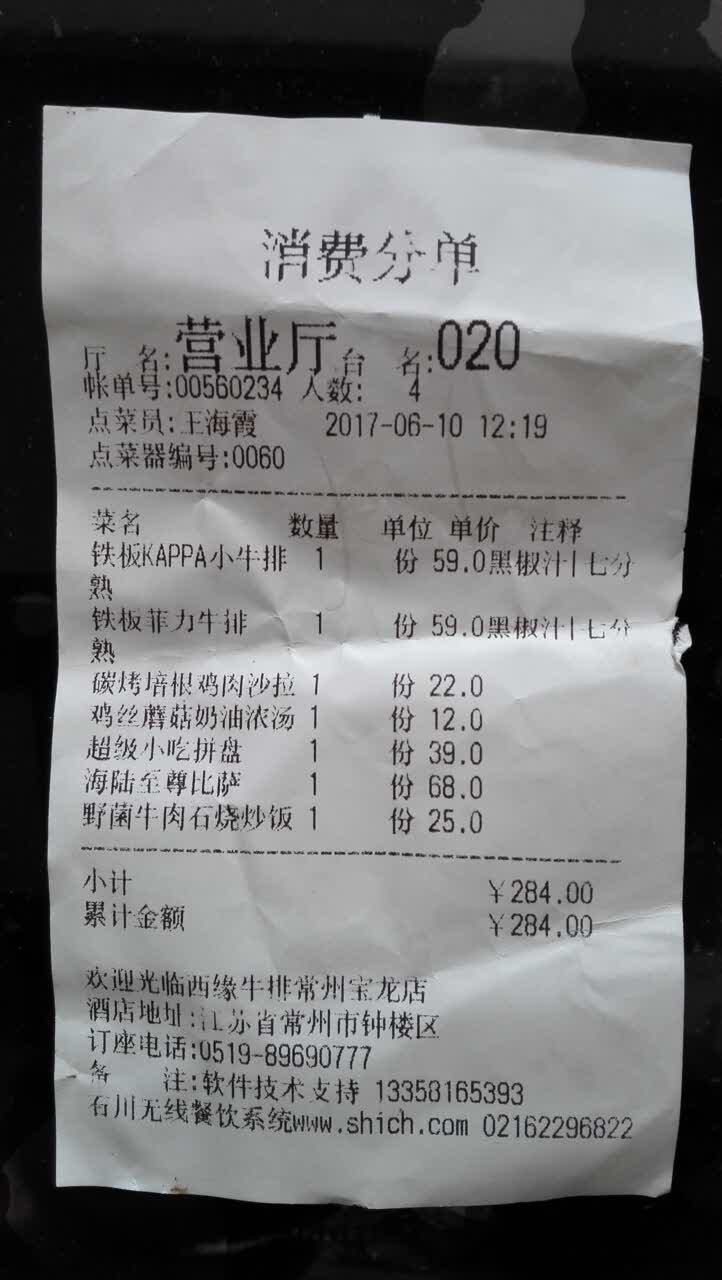 消费分单
厅 名:营业厅 台 名:020
帐单号:00560234 人数: 4
点菜员:王海霞 2017-06-10 12:19
点菜器编号:0060
菜名 数量 单位 单价 注释
铁板KAPPA小牛排 1 份 59.0黑椒汁|七分
熟
铁板菲力牛排 1 份 59.0黑椒汁|七分
熟
碳烤培根鸡肉沙拉 1 份 22.0
鸡丝蘑菇奶油浓汤 1 份 12.0
超级小吃拼盘 1 份 39.0
海陆至尊比萨 1 份 68.0
野菌牛肉石烧炒饭 1 份 25.0
小计 ¥284.00
累计金额 ¥284.00
欢迎光临西缘牛排常州宝龙店
酒店地址:江苏省常州市钟楼区
订座电话:0519-89690777
备 注:软件技术支持 13358165393
石川无线餐饮系统www.shich.com 02162296822